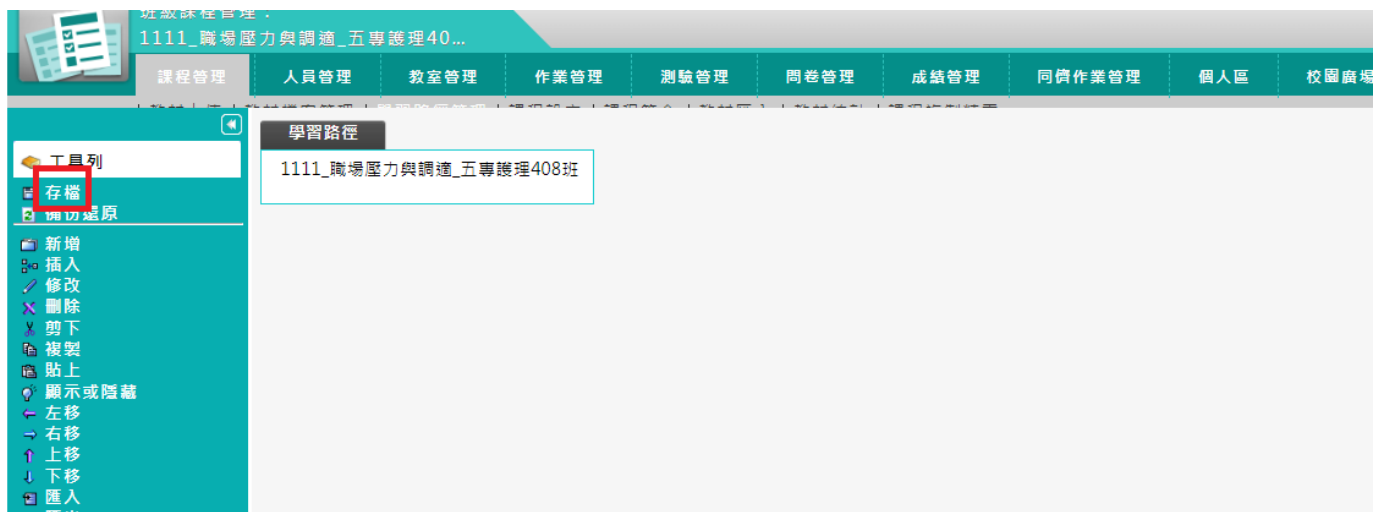 班級課程管理：
1111_職場壓力與調適_五專護理40...
課程管理 人員管理 教室管理 作業管理 測驗管理 問卷管理 成績管理 同儕作業管理 個人區 校園廣場
學習路徑
1111_職場壓力與調適_五專護理408班
工具列
存檔
備份還原
新增
插入
修改
刪除
剪下
複製
貼上
顯示或隱藏
左移
右移
上移
下移
匯入